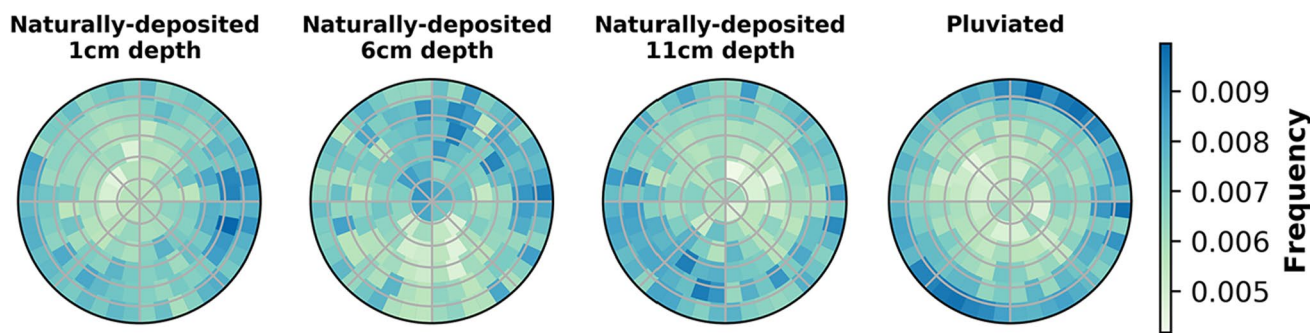 Naturally-deposited
1cm depth
Naturally-deposited
6cm depth
Naturally-deposited
11cm depth
Pluviated
0.009
0.008
0.007
0.006
0.005
Frequency